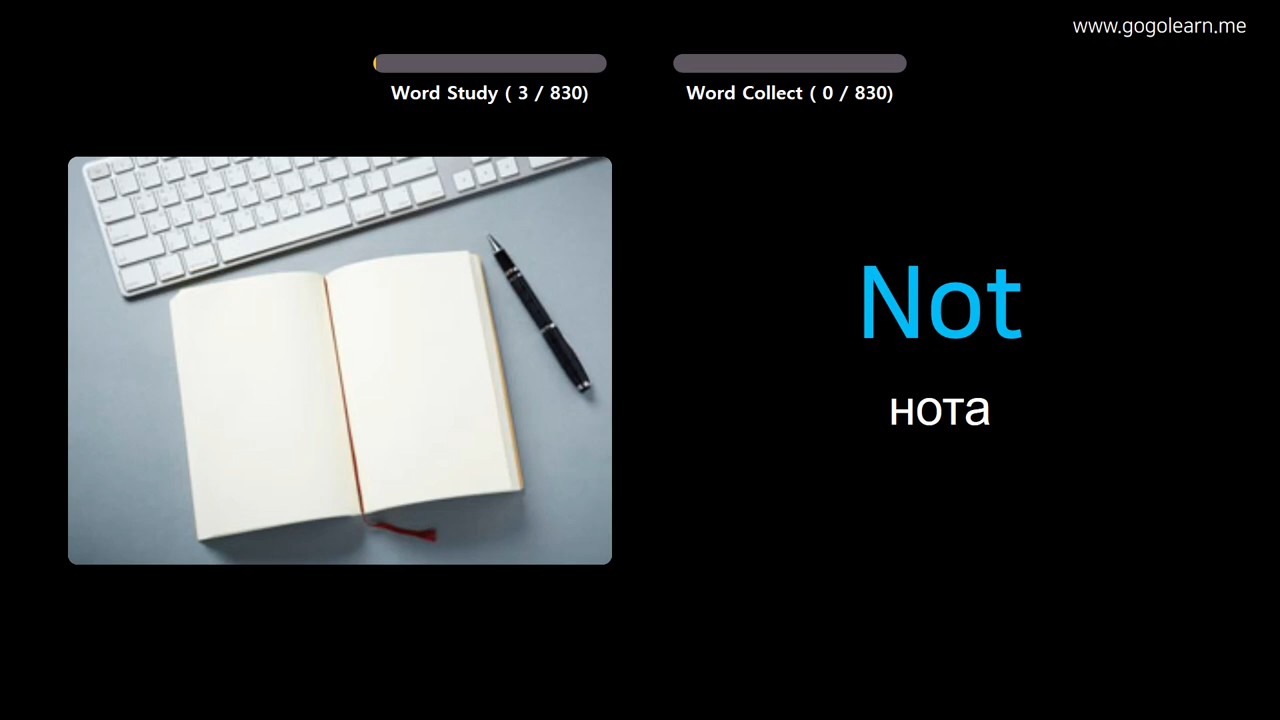 www.gogolearn.me
Word Study ( 3 / 830)
Word Collect ( 0 / 830)
Not
нота